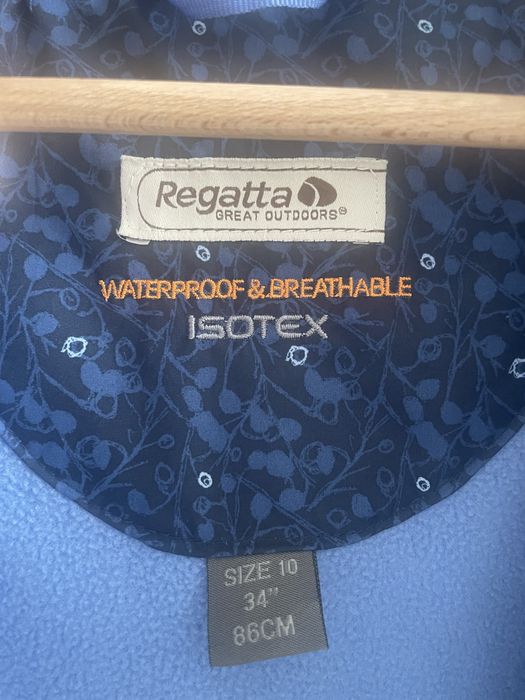 Regatta
GREAT OUTDOORS®
WATERPROOF & BREATHABLE
ISOTEX
SIZE 10
34"
86CM